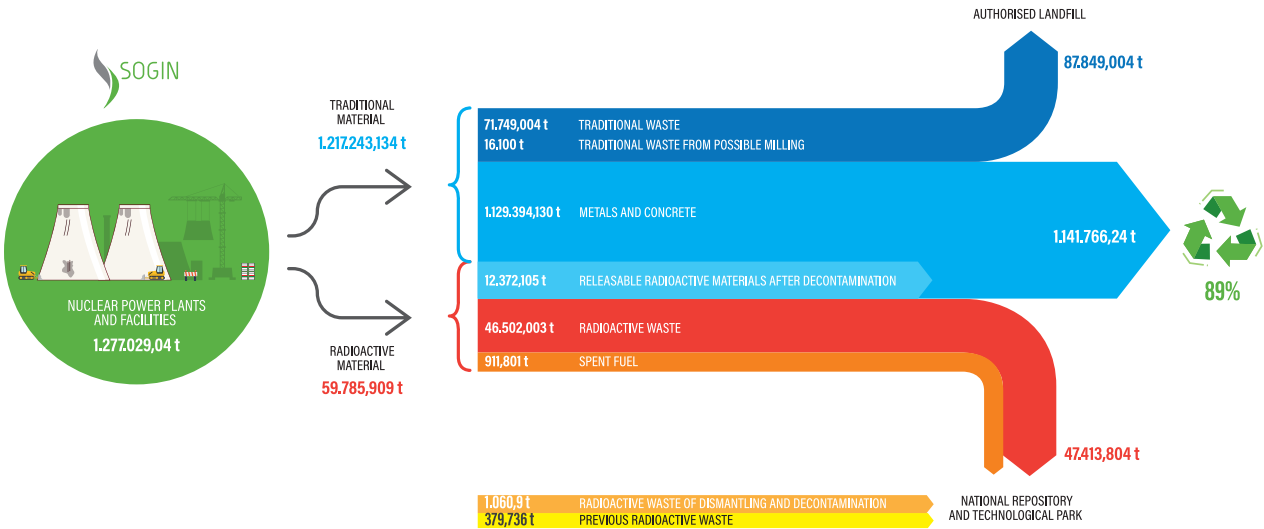 AUTHORISED LANDFILL
87.849,004 t
SOGIN
TRADITIONAL
MATERIAL
1.217.243,134 t
71.749,004 t TRADITIONAL WASTE
16.100 t TRADITIONAL WASTE FROM POSSIBLE MILLING
1.129.394,130 t METALS AND CONCRETE
1.141.766,24 t
12.372,105 t RELEASABLE RADIOACTIVE MATERIALS AFTER DECONTAMINATION
89%
NUCLEAR POWER PLANTS
AND FACILITIES
1.277.029,04 t
46.502,003 t RADIOACTIVE WASTE
RADIOACTIVE
MATERIAL
59.785,909 t
911,801 t SPENT FUEL
47.413,804 t
1.060,9 t RADIOACTIVE WASTE OF DISMANTLING AND DECONTAMINATION
379,736 t PREVIOUS RADIOACTIVE WASTE
NATIONAL REPOSITORY
AND TECHNOLOGICAL PARK